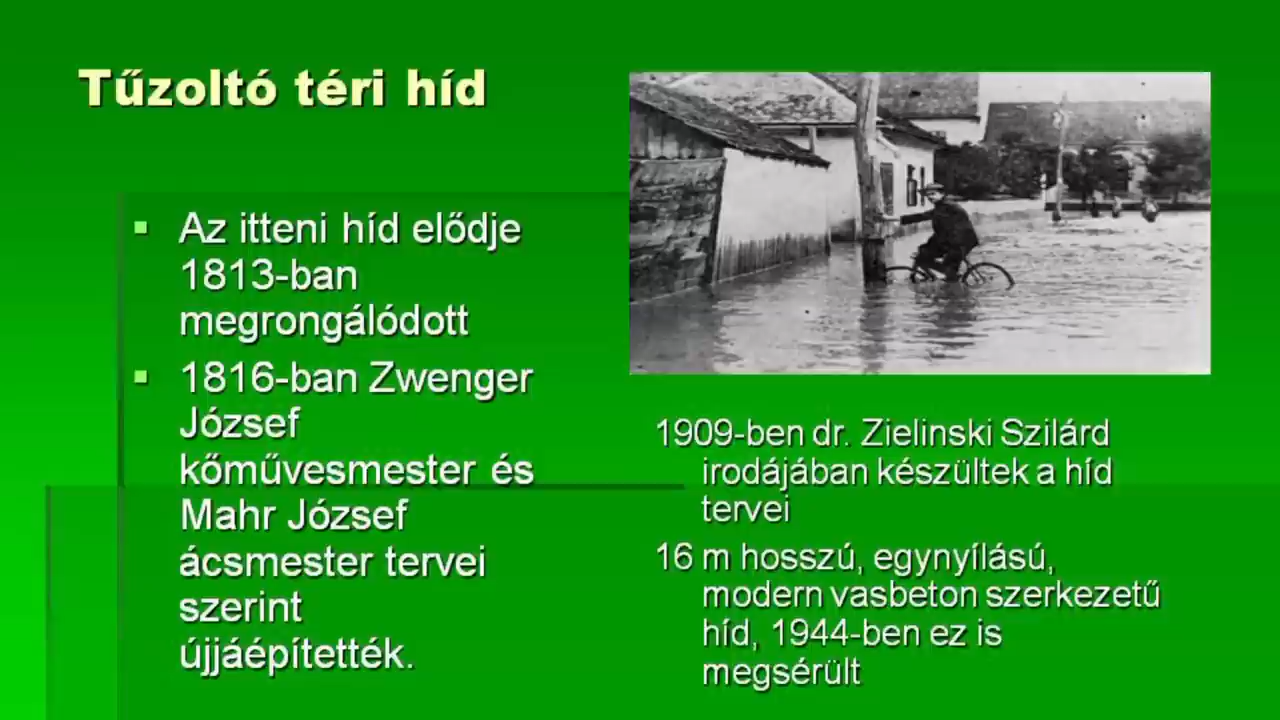 Tűzoltó téri híd
Az itteni híd elődje
1813-ban
megrongálódott
1816-ban Zwenger
József
kőművesmester és
Mahr József
ácsmester tervei
szerint
újjáépítették.
1909-ben dr. Zielinski Szilárd
irodájában készültek a híd
tervei
16 m hosszú, egynyílású,
modern vasbeton szerkezetű
híd, 1944-ben ez is
megsérült